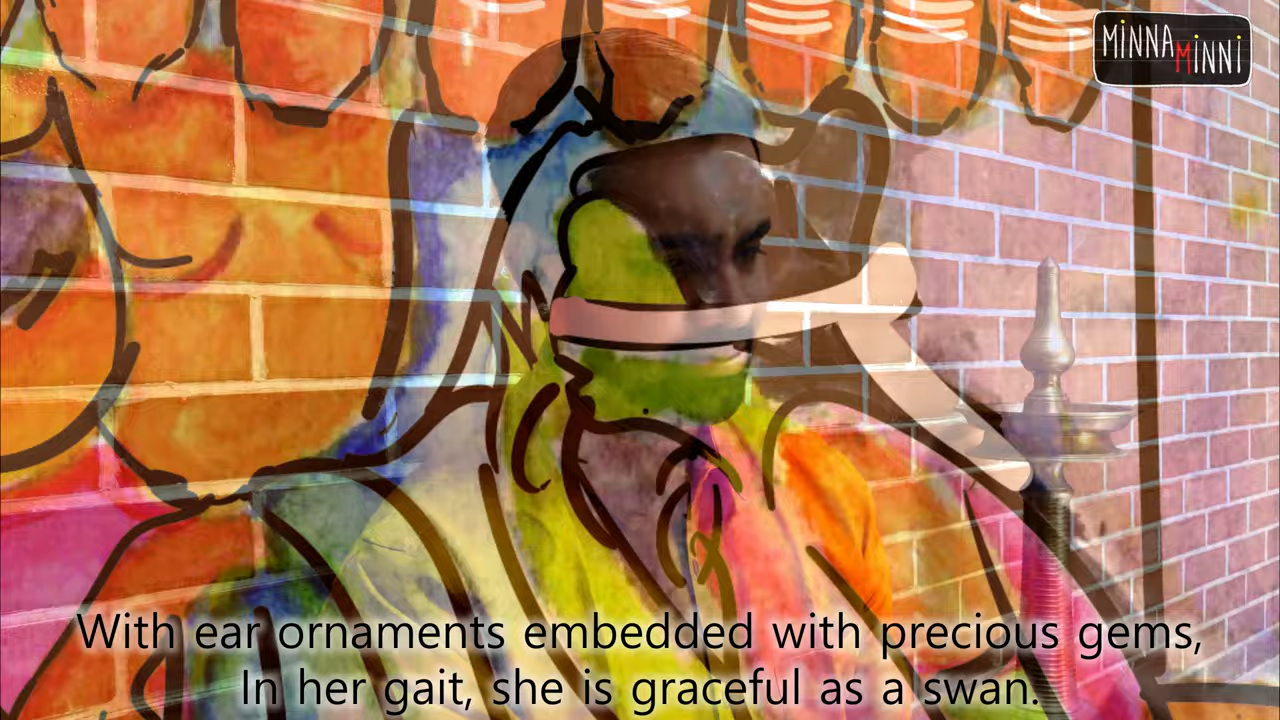 MiNNA
MiNNi
With ear ornaments embedded with precious gems,
In her gait, she is graceful as a swan.